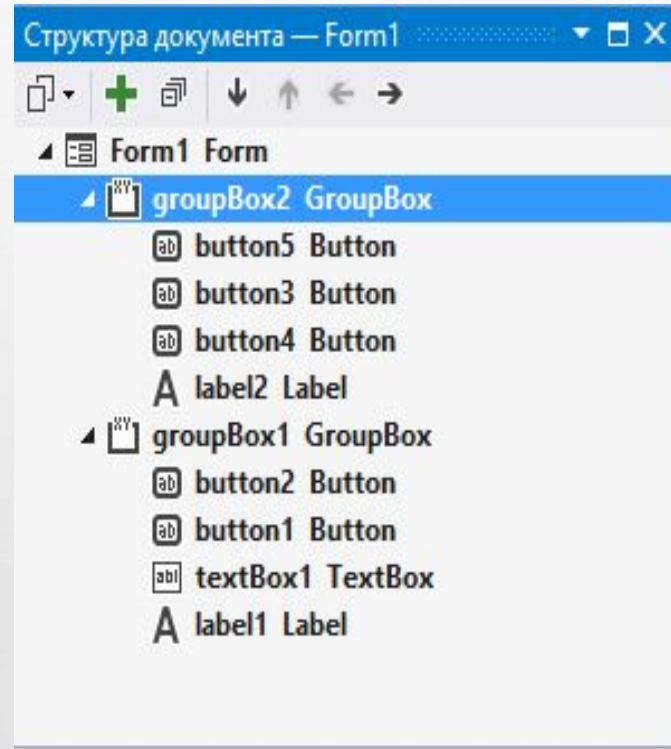 Структура документа — Form1
Form1 Form
groupBox2 GroupBox
button5 Button
button3 Button
button4 Button
label2 Label
groupBox1 GroupBox
button2 Button
button1 Button
textBox1 TextBox
label1 Label